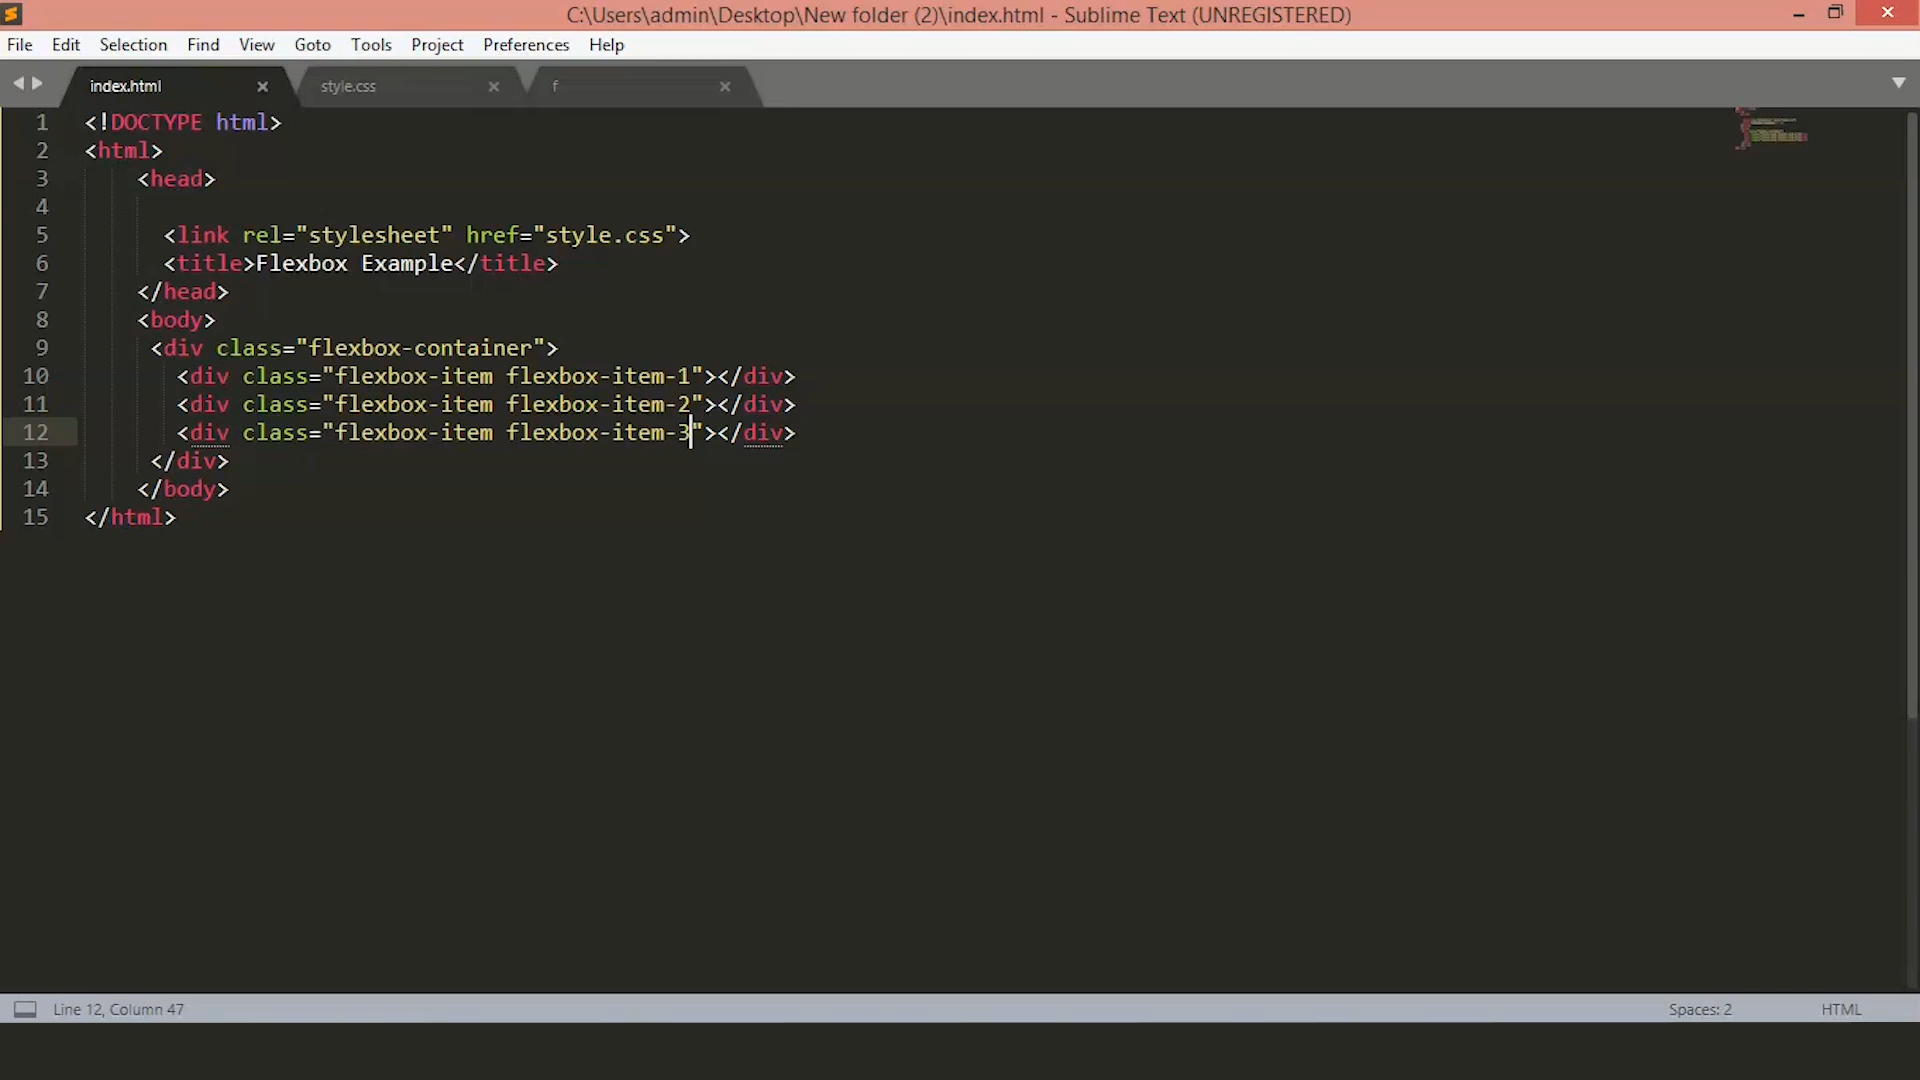 C:\Users\admin\Desktop\New folder (2)\index.html - Sublime Text (UNREGISTERED)
File Edit Selection Find View Goto Tools Project Preferences Help
index.html style.css f
1 <!DOCTYPE html>
2 <html>
3 <head>
4
5 <link rel="stylesheet" href="style.css">
6 <title>Flexbox Example</title>
7 </head>
8 <body>
9 <div class="flexbox-container">
10 <div class="flexbox-item flexbox-item-1"></div>
11 <div class="flexbox-item flexbox-item-2"></div>
12 <div class="flexbox-item flexbox-item-3"></div>
13 </div>
14 </body>
15 </html>
Line 12, Column 47 Spaces: 2 HTML